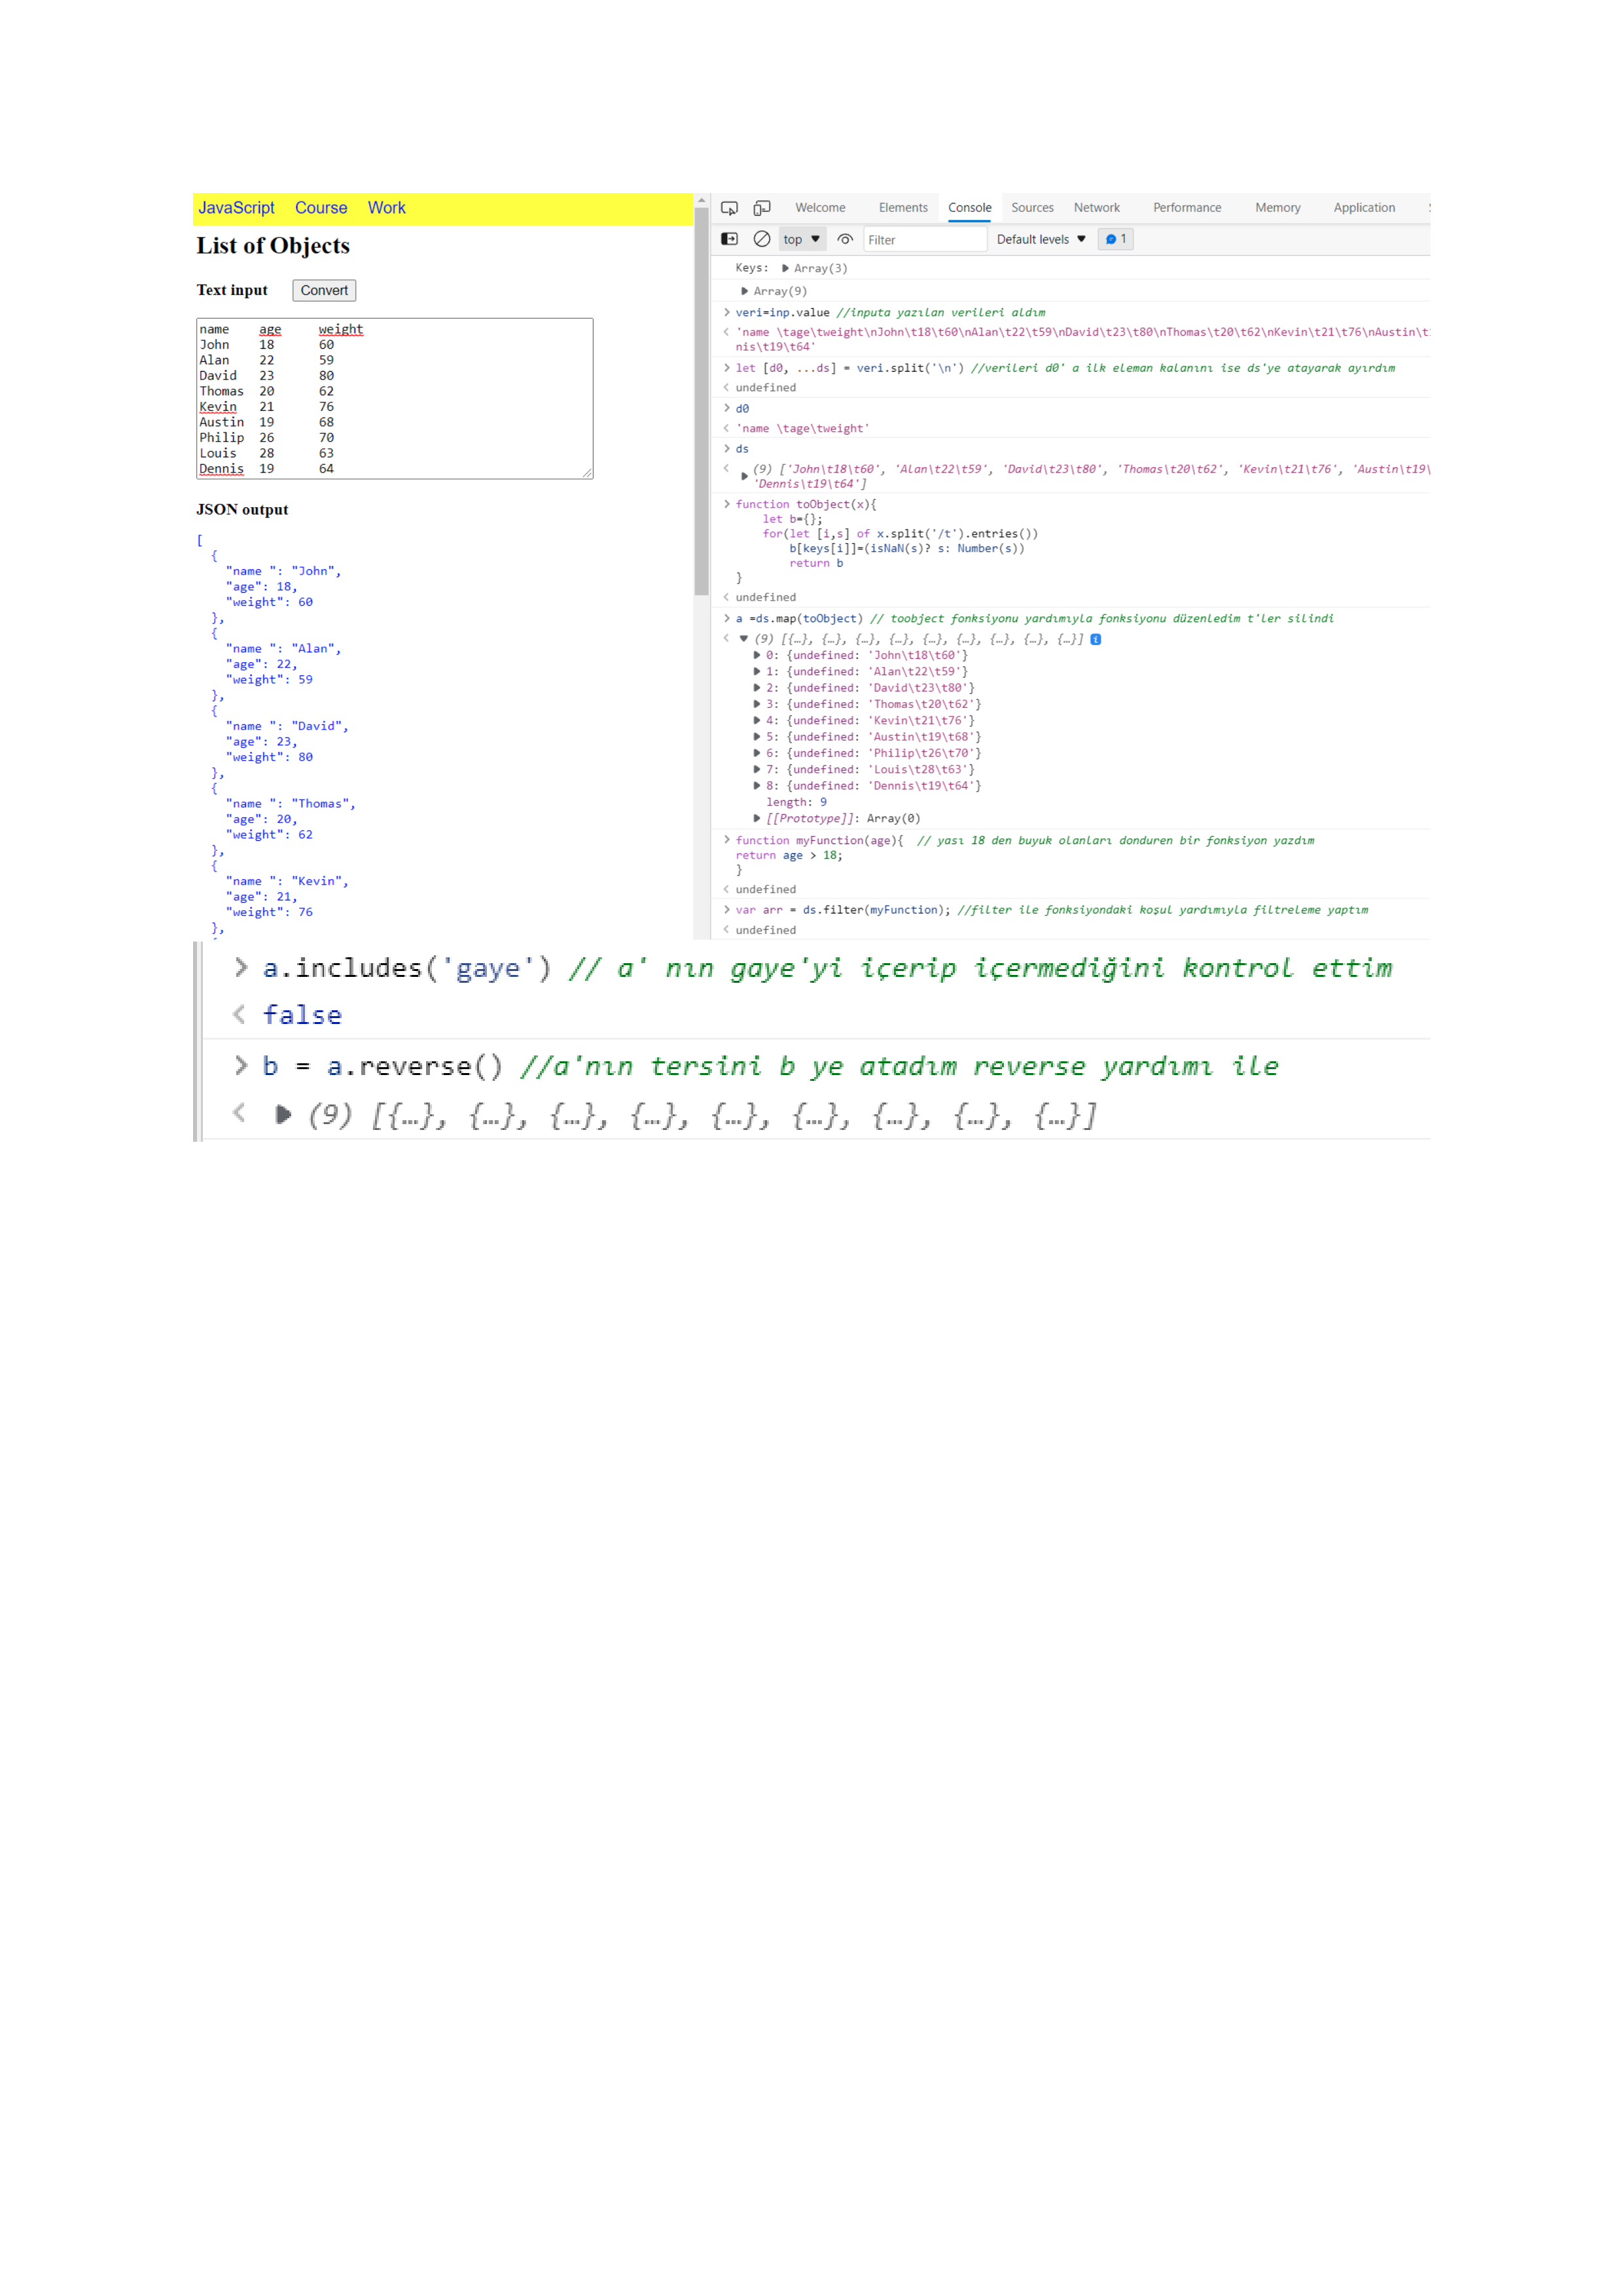 JavaScript Course Work
List of Objects
Text input Convert
name age weight
John 18 60
Alan 22 59
David 23 80
Thomas 20 62
Kevin 21 76
Austin 19 68
Philip 26 70
Louis 28 63
Dennis 19 64
JSON output
[
{
"name ": "John",
"age": 18,
"weight": 60
},
{
"name ": "Alan",
"age": 22,
"weight": 59
},
{
"name ": "David",
"age": 23,
"weight": 80
},
{
"name ": "Thomas",
"age": 20,
"weight": 62
},
{
"name ": "Kevin",
"age": 21,
"weight": 76
},
Welcome Elements Console Sources Network Performance Memory Application
top Filter Default levels 1
Keys: Array(3)
Array(9)
veri=inp.value //inputa yazılan verileri aldım
'name \tage\tweight\nJohn\t18\t60\nAlan\t22\t59\nDavid\t23\t80\nThomas\t20\t62\nKevin\t21\t76\nAustin\t
nis\t19\t64'
let [d0, ...ds] = veri.split('\n') //verileri d0' a ilk eleman kalanını ise ds'ye atayarak ayırdım
undefined
d0
'name \tage\tweight'
ds
(9) ['John\t18\t60', 'Alan\t22\t59', 'David\t23\t80', 'Thomas\t20\t62', 'Kevin\t21\t76', 'Austin\t19\
'Dennis\t19\t64']
function toObject(x){
let b={};
for(let [i,s] of x.split('/t').entries())
b[keys[i]]=(isNaN(s)? s: Number(s))
return b
}
undefined
a =ds.map(toObject) // toobject fonksiyonu yardımıyla fonksiyonu düzenledim t'ler silindi
(9) [{…}, {…}, {…}, {…}, {…}, {…}, {…}, {…}, {…}] i
0: {undefined: 'John\t18\t60'}
1: {undefined: 'Alan\t22\t59'}
2: {undefined: 'David\t23\t80'}
3: {undefined: 'Thomas\t20\t62'}
4: {undefined: 'Kevin\t21\t76'}
5: {undefined: 'Austin\t19\t68'}
6: {undefined: 'Philip\t26\t70'}
7: {undefined: 'Louis\t28\t63'}
8: {undefined: 'Dennis\t19\t64'}
length: 9
[[Prototype]]: Array(0)
function myFunction(age){ // yası 18 den buyuk olanları donduren bir fonksiyon yazdım
return age > 18;
}
undefined
var arr = ds.filter(myFunction); //filter ile fonksiyondaki koşul yardımıyla filtreleme yaptım
undefined
a.includes('gaye') // a' nın gaye'yi içerip içermediğini kontrol ettim
false
b = a.reverse() //a'nın tersini b ye atadım reverse yardımı ile
(9) [{…}, {…}, {…}, {…}, {…}, {…}, {…}, {…}, {…}]